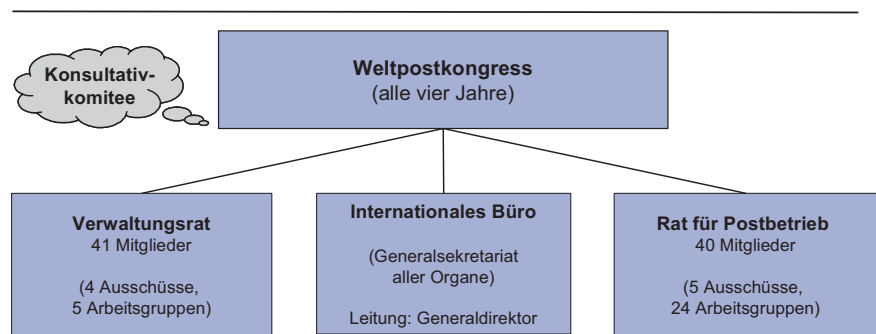 Konsultativ-
komitee
Weltpostkongress
(alle vier Jahre)
Verwaltungsrat
41 Mitglieder
(4 Ausschüsse,
5 Arbeitsgruppen)
Internationales Büro
(Generalsekretariat
aller Organe)
Leitung: Generaldirektor
Rat für Postbetrieb
40 Mitglieder
(5 Ausschüsse,
24 Arbeitsgruppen)